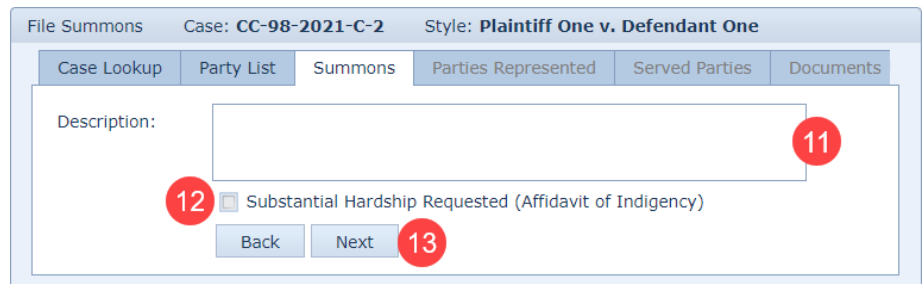 File Summons Case: CC-98-2021-C-2 Style: Plaintiff One v. Defendant One
Case Lookup Party List Summons Parties Represented Served Parties Documents
Description:
11
12 Substantial Hardship Requested (Affidavit of Indigency)
Back Next 13